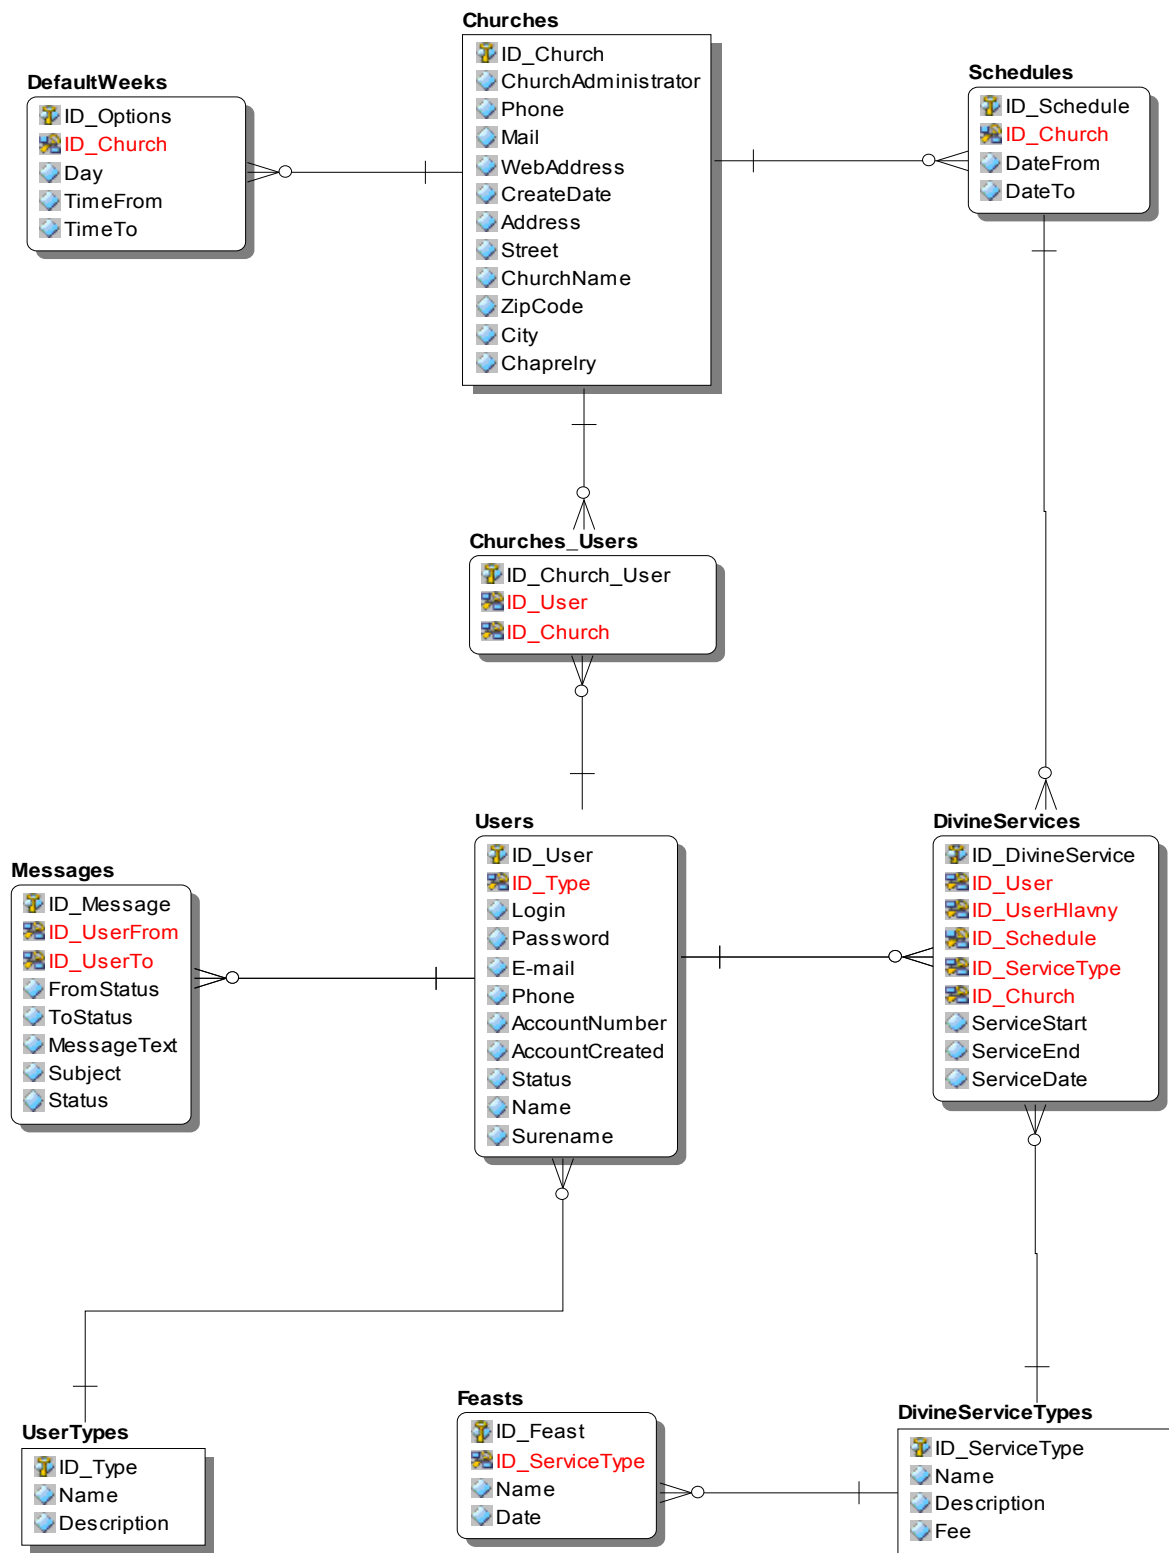 Churches
ID_Church
ChurchAdministrator
Phone
Mail
WebAddress
CreateDate
Address
Street
ChurchName
ZipCode
City
Chaprelry
DefaultWeeks
ID_Options
ID_Church
Day
TimeFrom
TimeTo
Schedules
ID_Schedule
ID_Church
DateFrom
DateTo
Churches_Users
ID_Church_User
ID_User
ID_Church
Users
ID_User
ID_Type
Login
Password
E-mail
Phone
AccountNumber
AccountCreated
Status
Name
Surename
DivineServices
ID_DivineService
ID_User
ID_UserHlavny
ID_Schedule
ID_ServiceType
ID_Church
ServiceStart
ServiceEnd
ServiceDate
Messages
ID_Message
ID_UserFrom
ID_UserTo
FromStatus
ToStatus
MessageText
Subject
Status
UserTypes
ID_Type
Name
Description
Feasts
ID_Feast
ID_ServiceType
Name
Date
DivineServiceTypes
ID_ServiceType
Name
Description
Fee